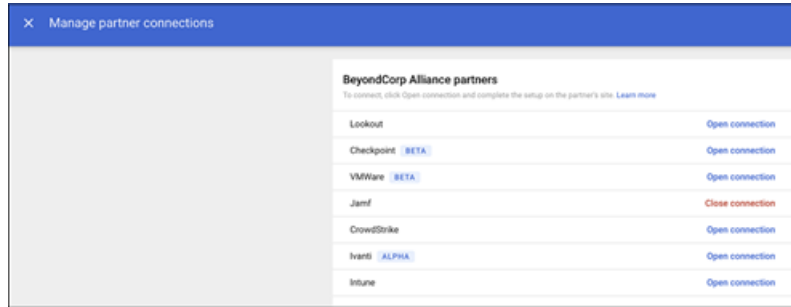 × Manage partner connections
BeyondCorp Alliance partners
To connect, click Open connection and complete the setup on the partner's site. Learn more
Lookout Open connection
Checkpoint BETA Open connection
VMWare BETA Open connection
Jamf Close connection
CrowdStrike Open connection
Ivanti ALPHA Open connection
Intune Open connection